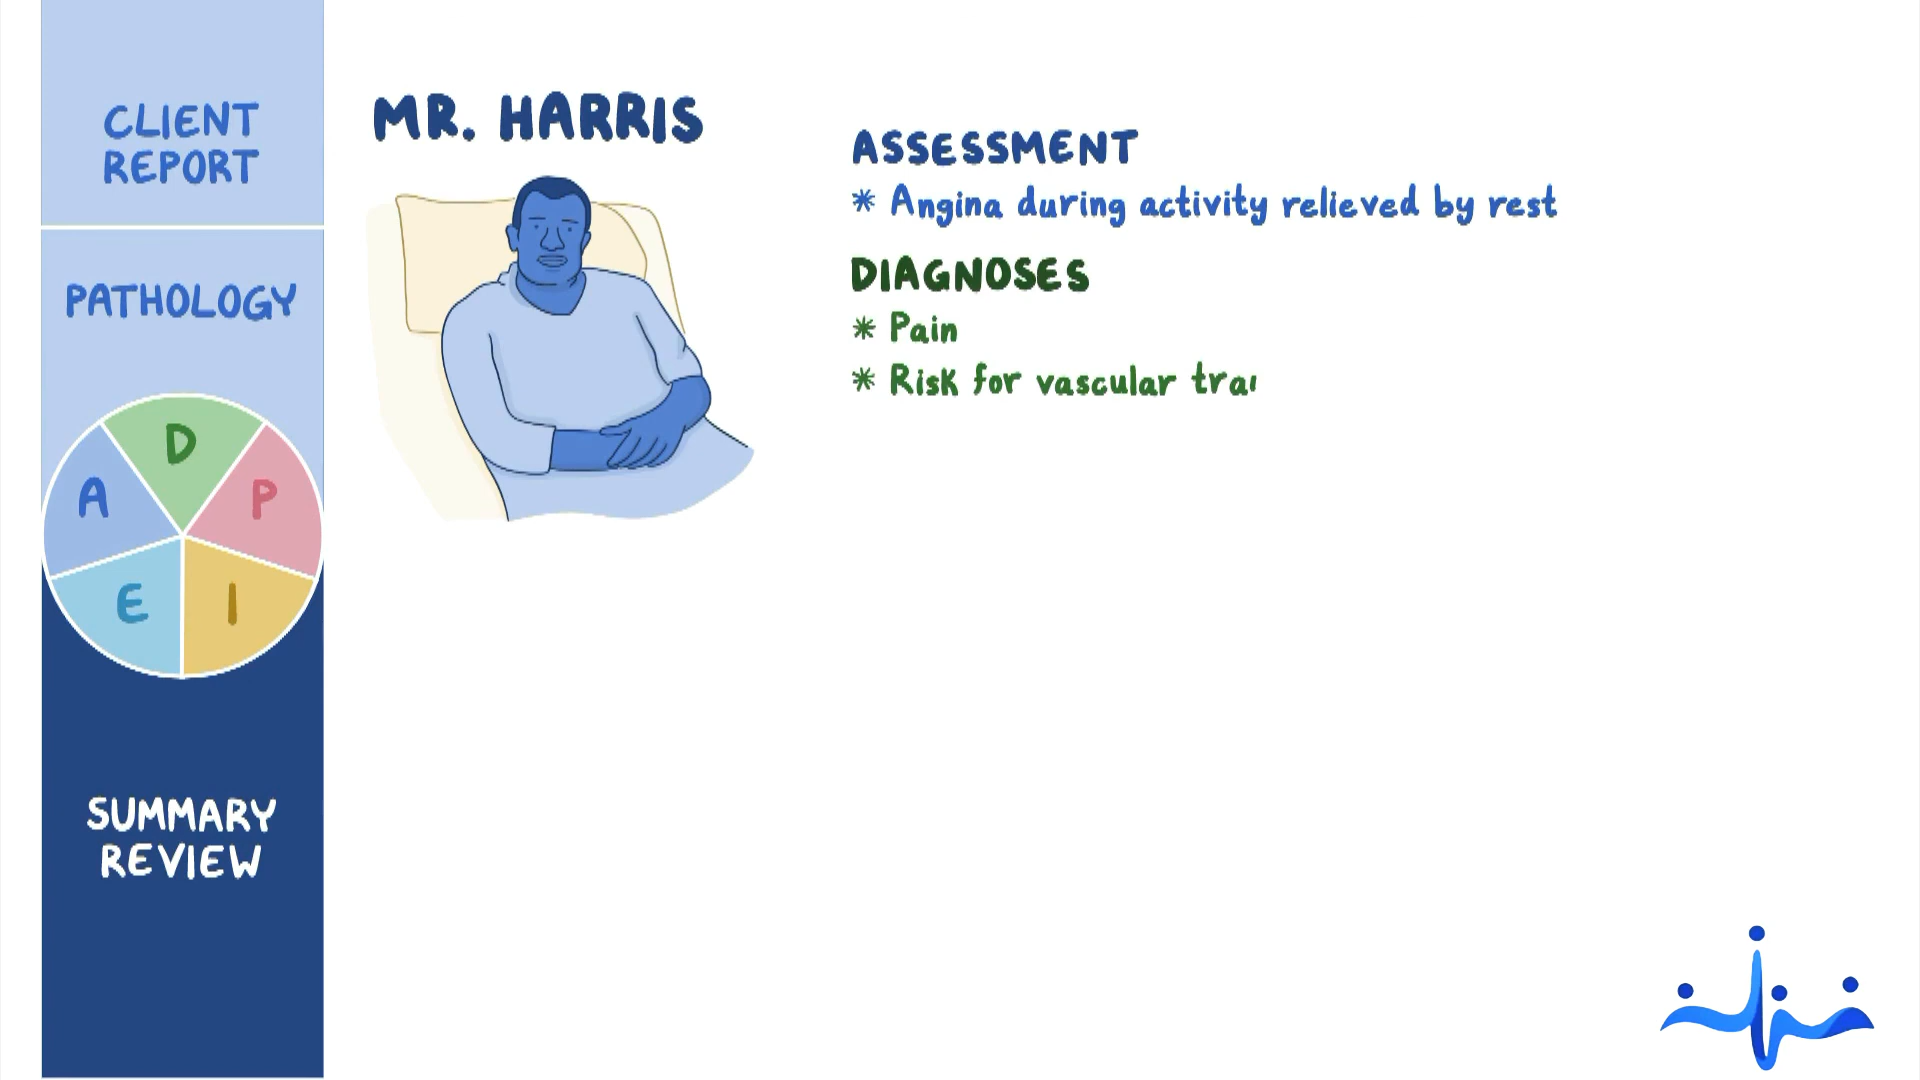 CLIENT
REPORT
PATHOLOGY
A
D
P
E
I
SUMMARY
REVIEW
MR. HARRIS
ASSESSMENT
* Angina during activity relieved by rest
DIAGNOSES
* Pain
* Risk for vascular